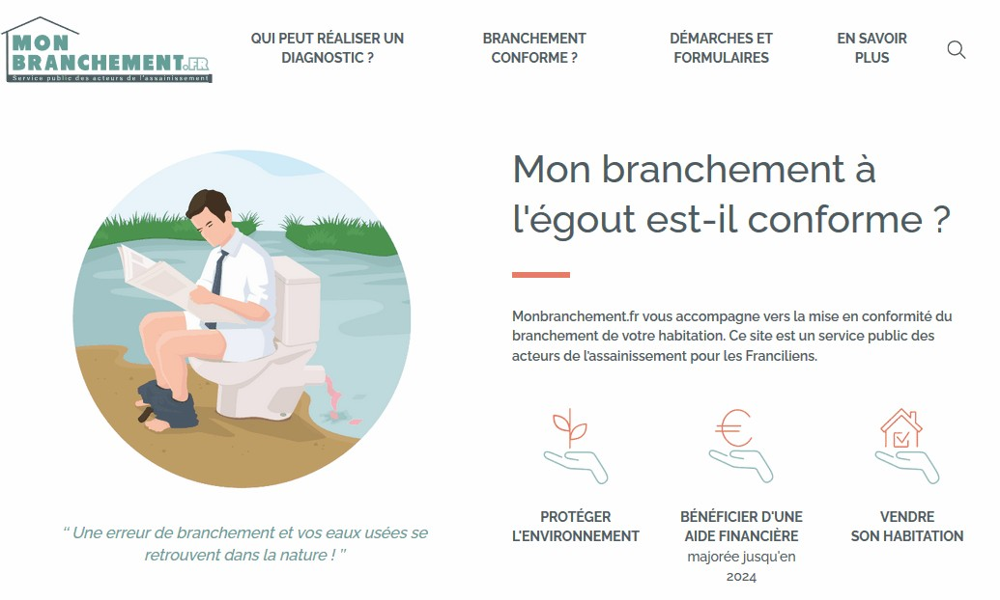 MON
BRANCHEMENT.FR
Service public des acteurs de l'assainissement
QUI PEUT RÉALISER UN
DIAGNOSTIC ?
BRANCHEMENT
CONFORME ?
DÉMARCHES ET
FORMULAIRES
EN SAVOIR
PLUS
“ Une erreur de branchement et vos eaux usées se
retrouvent dans la nature ! ”
Mon branchement à
l'égout est-il conforme ?
Monbranchement.fr vous accompagne vers la mise en conformité du
branchement de votre habitation. Ce site est un service public des
acteurs de l'assainissement pour les Franciliens.
PROTÉGER
L'ENVIRONNEMENT
BÉNÉFICIER D'UNE
AIDE FINANCIÈRE
majorée jusqu'en
2024
VENDRE
SON HABITATION